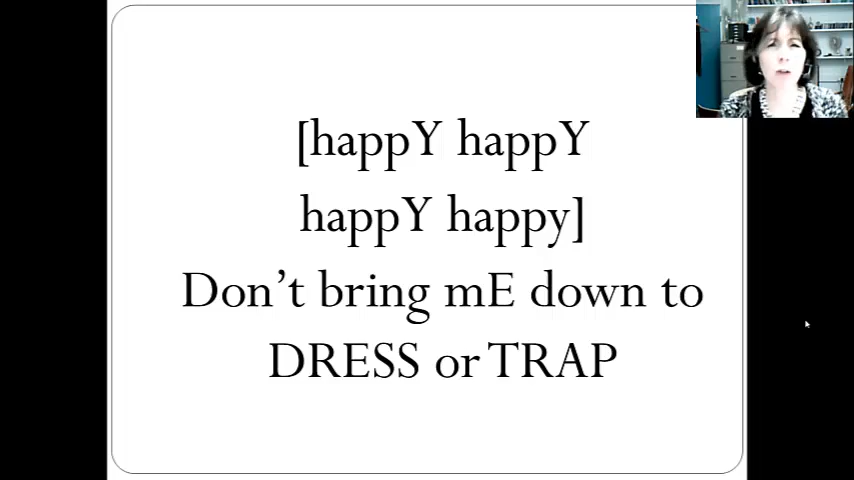 [happY happY
happY happy]
Don't bring mE down to
DRESS or TRAP